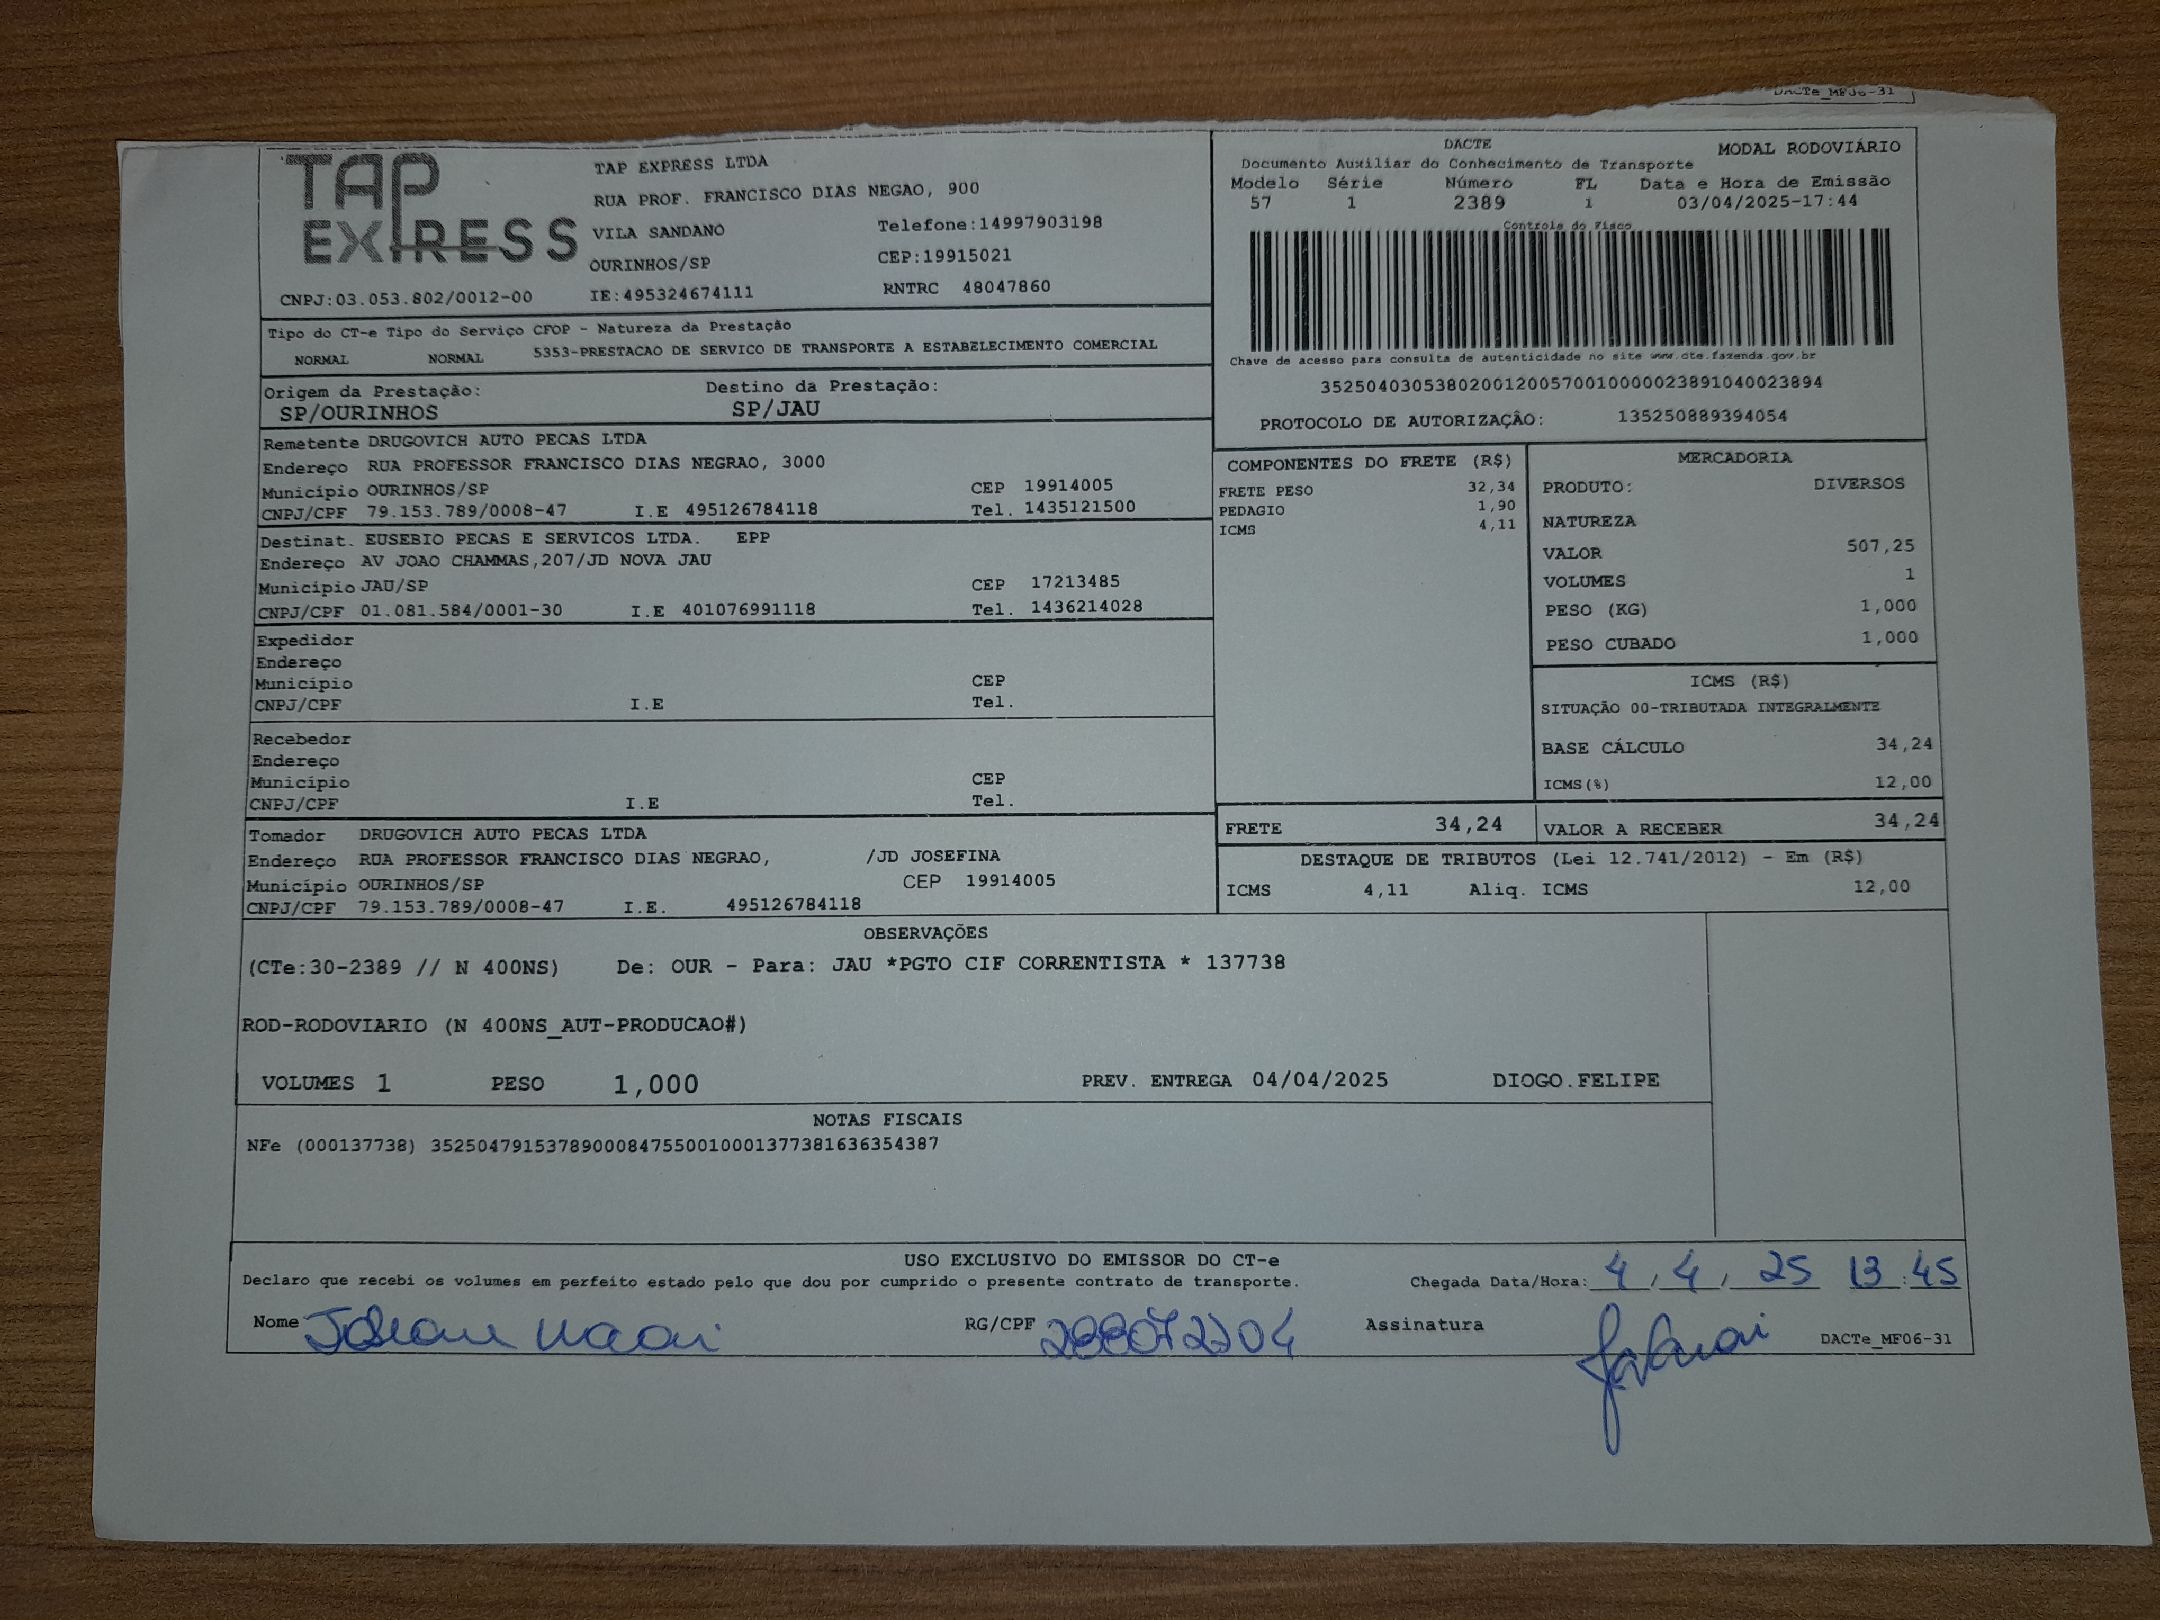 DACTe_MF06-31
TAP
EXPRESS
TAP EXPRESS LTDA
RUA PROF. FRANCISCO DIAS NEGAO, 900
VILA SANDANO Telefone:14997903198
OURINHOS/SP CEP:19915021
CNPJ:03.053.802/0012-00 IE:495324674111 RNTRC 48047860
DACTE MODAL RODOVIÁRIO
Documento Auxiliar do Conhecimento de Transporte
Modelo Série Número FL Data e Hora de Emissão
57 1 2389 1 03/04/2025-17:44
Controle do Fisco
Chave de acesso para consulta de autenticidade no site www.cte.fazenda.gov.br
35250403053802001200570010000023891040023894
PROTOCOLO DE AUTORIZAÇÃO: 135250889394054
Tipo do CT-e Tipo do Serviço CFOP - Natureza da Prestação
NORMAL NORMAL 5353-PRESTACAO DE SERVICO DE TRANSPORTE A ESTABELECIMENTO COMERCIAL
Origem da Prestação: Destino da Prestação:
SP/OURINHOS SP/JAU
Remetente DRUGOVICH AUTO PECAS LTDA
Endereço RUA PROFESSOR FRANCISCO DIAS NEGRAO, 3000
Município OURINHOS/SP CEP 19914005
CNPJ/CPF 79.153.789/0008-47 I.E 495126784118 Tel. 1435121500
Destinat. EUSEBIO PECAS E SERVICOS LTDA. EPP
Endereço AV JOAO CHAMMAS,207/JD NOVA JAU
Município JAU/SP CEP 17213485
CNPJ/CPF 01.081.584/0001-30 I.E 401076991118 Tel. 1436214028
Expedidor
Endereço
Município CEP
CNPJ/CPF I.E Tel.
Recebedor
Endereço
Município CEP
CNPJ/CPF I.E Tel.
Tomador DRUGOVICH AUTO PECAS LTDA
Endereço RUA PROFESSOR FRANCISCO DIAS NEGRAO, /JD JOSEFINA
Município OURINHOS/SP CEP 19914005
CNPJ/CPF 79.153.789/0008-47 I.E. 495126784118
COMPONENTES DO FRETE (R$)
FRETE PESO 32,34
PEDAGIO 1,90
ICMS 4,11
MERCADORIA
PRODUTO: DIVERSOS
NATUREZA
VALOR 507,25
VOLUMES 1
PESO (KG) 1,000
PESO CUBADO 1,000
ICMS (R$)
SITUAÇÃO 00-TRIBUTADA INTEGRALMENTE
BASE CÁLCULO 34,24
ICMS(%) 12,00
FRETE 34,24 VALOR A RECEBER 34,24
DESTAQUE DE TRIBUTOS (Lei 12.741/2012) - Em (R$)
ICMS 4,11 Aliq. ICMS 12,00
OBSERVAÇÕES
(CTe:30-2389 // N 400NS) De: OUR - Para: JAU *PGTO CIF CORRENTISTA * 137738
ROD-RODOVIARIO (N 400NS_AUT-PRODUCAO#)
VOLUMES 1 PESO 1,000 PREV. ENTREGA 04/04/2025 DIOGO.FELIPE
NOTAS FISCAIS
NFe (000137738) 35250479153789000847550010001377381636354387
USO EXCLUSIVO DO EMISSOR DO CT-e
Declaro que recebi os volumes em perfeito estado pelo que dou por cumprido o presente contrato de transporte. Chegada Data/Hora: 4 / 4 / 25 13:45
Nome RG/CPF Assinatura DACTe_MF06-31